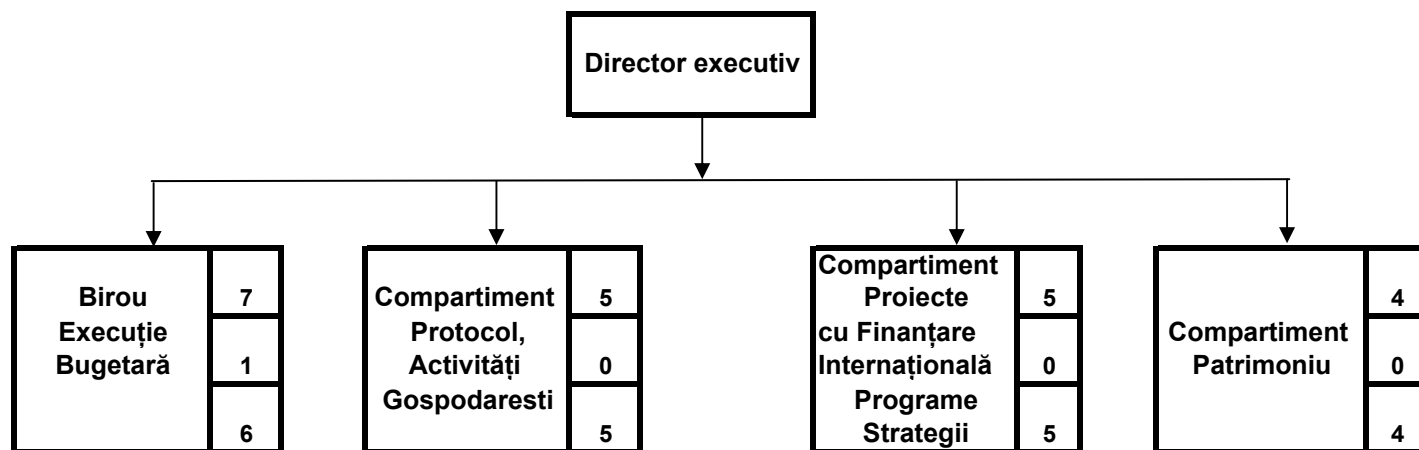 Director executiv
Birou
Execuție
Bugetară
7
1
6
Compartiment
Protocol,
Activități
Gospodaresti
5
0
5
Compartiment
Proiecte
cu Finanțare
Internațională
Programe
Strategii
5
0
5
Compartiment
Patrimoniu
4
0
4